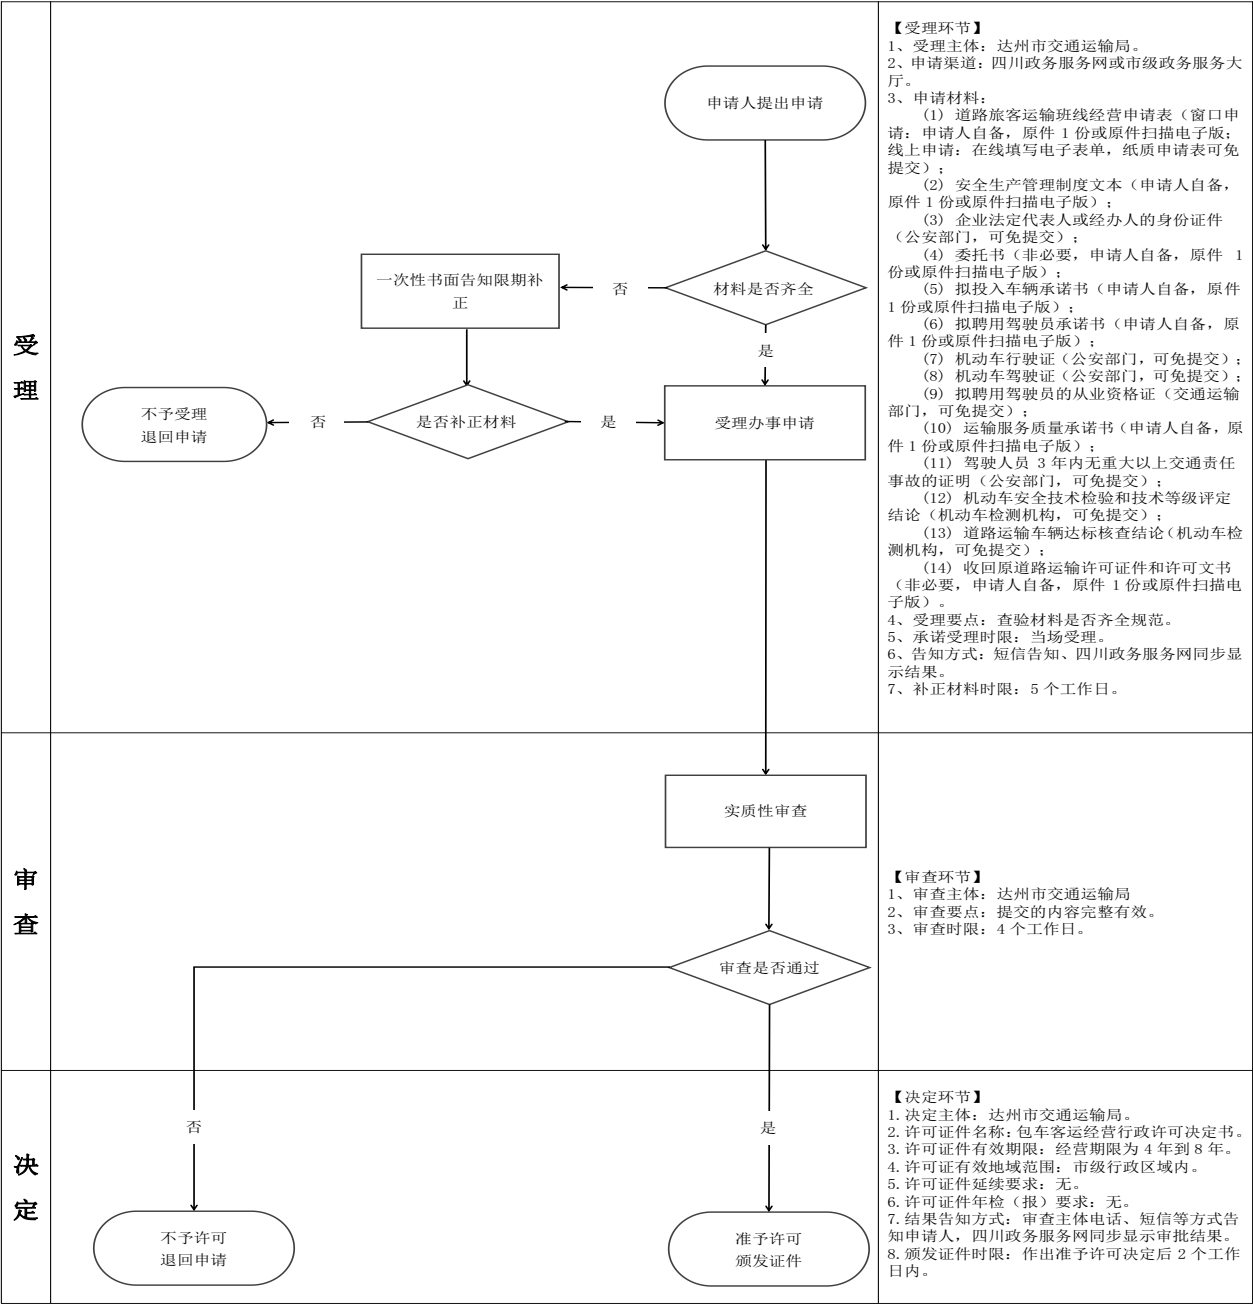 受
理
申请人提出申请
材料是否齐全
否
一次性书面告知限期补
正
是
不予受理
退回申请
否
是否补正材料
是
受理办事申请
【受理环节】
1、受理主体：达州市交通运输局。
2、申请渠道：四川政务服务网或市级政务服务大
厅。
3、申请材料：
（1）道路旅客运输班线经营申请表（窗口申
请：申请人自备，原件 1 份或原件扫描电子版；
线上申请：在线填写电子表单，纸质申请表可免
提交）；
（2）安全生产管理制度文本（申请人自备，
原件 1 份或原件扫描电子版）；
（3）企业法定代表人或经办人的身份证件
（公安部门，可免提交）；
（4）委托书（非必要，申请人自备，原件 1
份或原件扫描电子版）；
（5）拟投入车辆承诺书（申请人自备，原件
1 份或原件扫描电子版）；
（6）拟聘用驾驶员承诺书（申请人自备，原
件 1 份或原件扫描电子版）；
（7）机动车行驶证（公安部门，可免提交）；
（8）机动车驾驶证（公安部门，可免提交）；
（9）拟聘用驾驶员的从业资格证（交通运输
部门，可免提交）；
（10）运输服务质量承诺书（申请人自备，原
件 1 份或原件扫描电子版）；
（11）驾驶人员 3 年内无重大以上交通责任
事故的证明（公安部门，可免提交）；
（12）机动车安全技术检验和技术等级评定
结论（机动车检测机构，可免提交）；
（13）道路运输车辆达标核查结论（机动车检
测机构，可免提交）；
（14）收回原道路运输许可证件和许可文书
（非必要，申请人自备，原件 1 份或原件扫描电
子版）。
4、受理要点：查验材料是否齐全规范。
5、承诺受理时限：当场受理。
6、告知方式：短信告知、四川政务服务网同步显
示结果。
7、补正材料时限：5 个工作日。
审
查
实质性审查
审查是否通过
【审查环节】
1、审查主体：达州市交通运输局
2、审查要点：提交的内容完整有效。
3、审查时限：4 个工作日。
决
定
否
是
不予许可
退回申请
准予许可
颁发证件
【决定环节】
1.决定主体：达州市交通运输局。
2.许可证件名称：包车客运经营行政许可决定书。
3.许可证件有效期限：经营期限为 4 年到 8 年。
4.许可证有效地域范围：市级行政区域内。
5.许可证件延续要求：无。
6.许可证件年检（报）要求：无。
7.结果告知方式：审查主体电话、短信等方式告
知申请人，四川政务服务网同步显示审批结果。
8.颁发证件时限：作出准予许可决定后 2 个工作
日内。